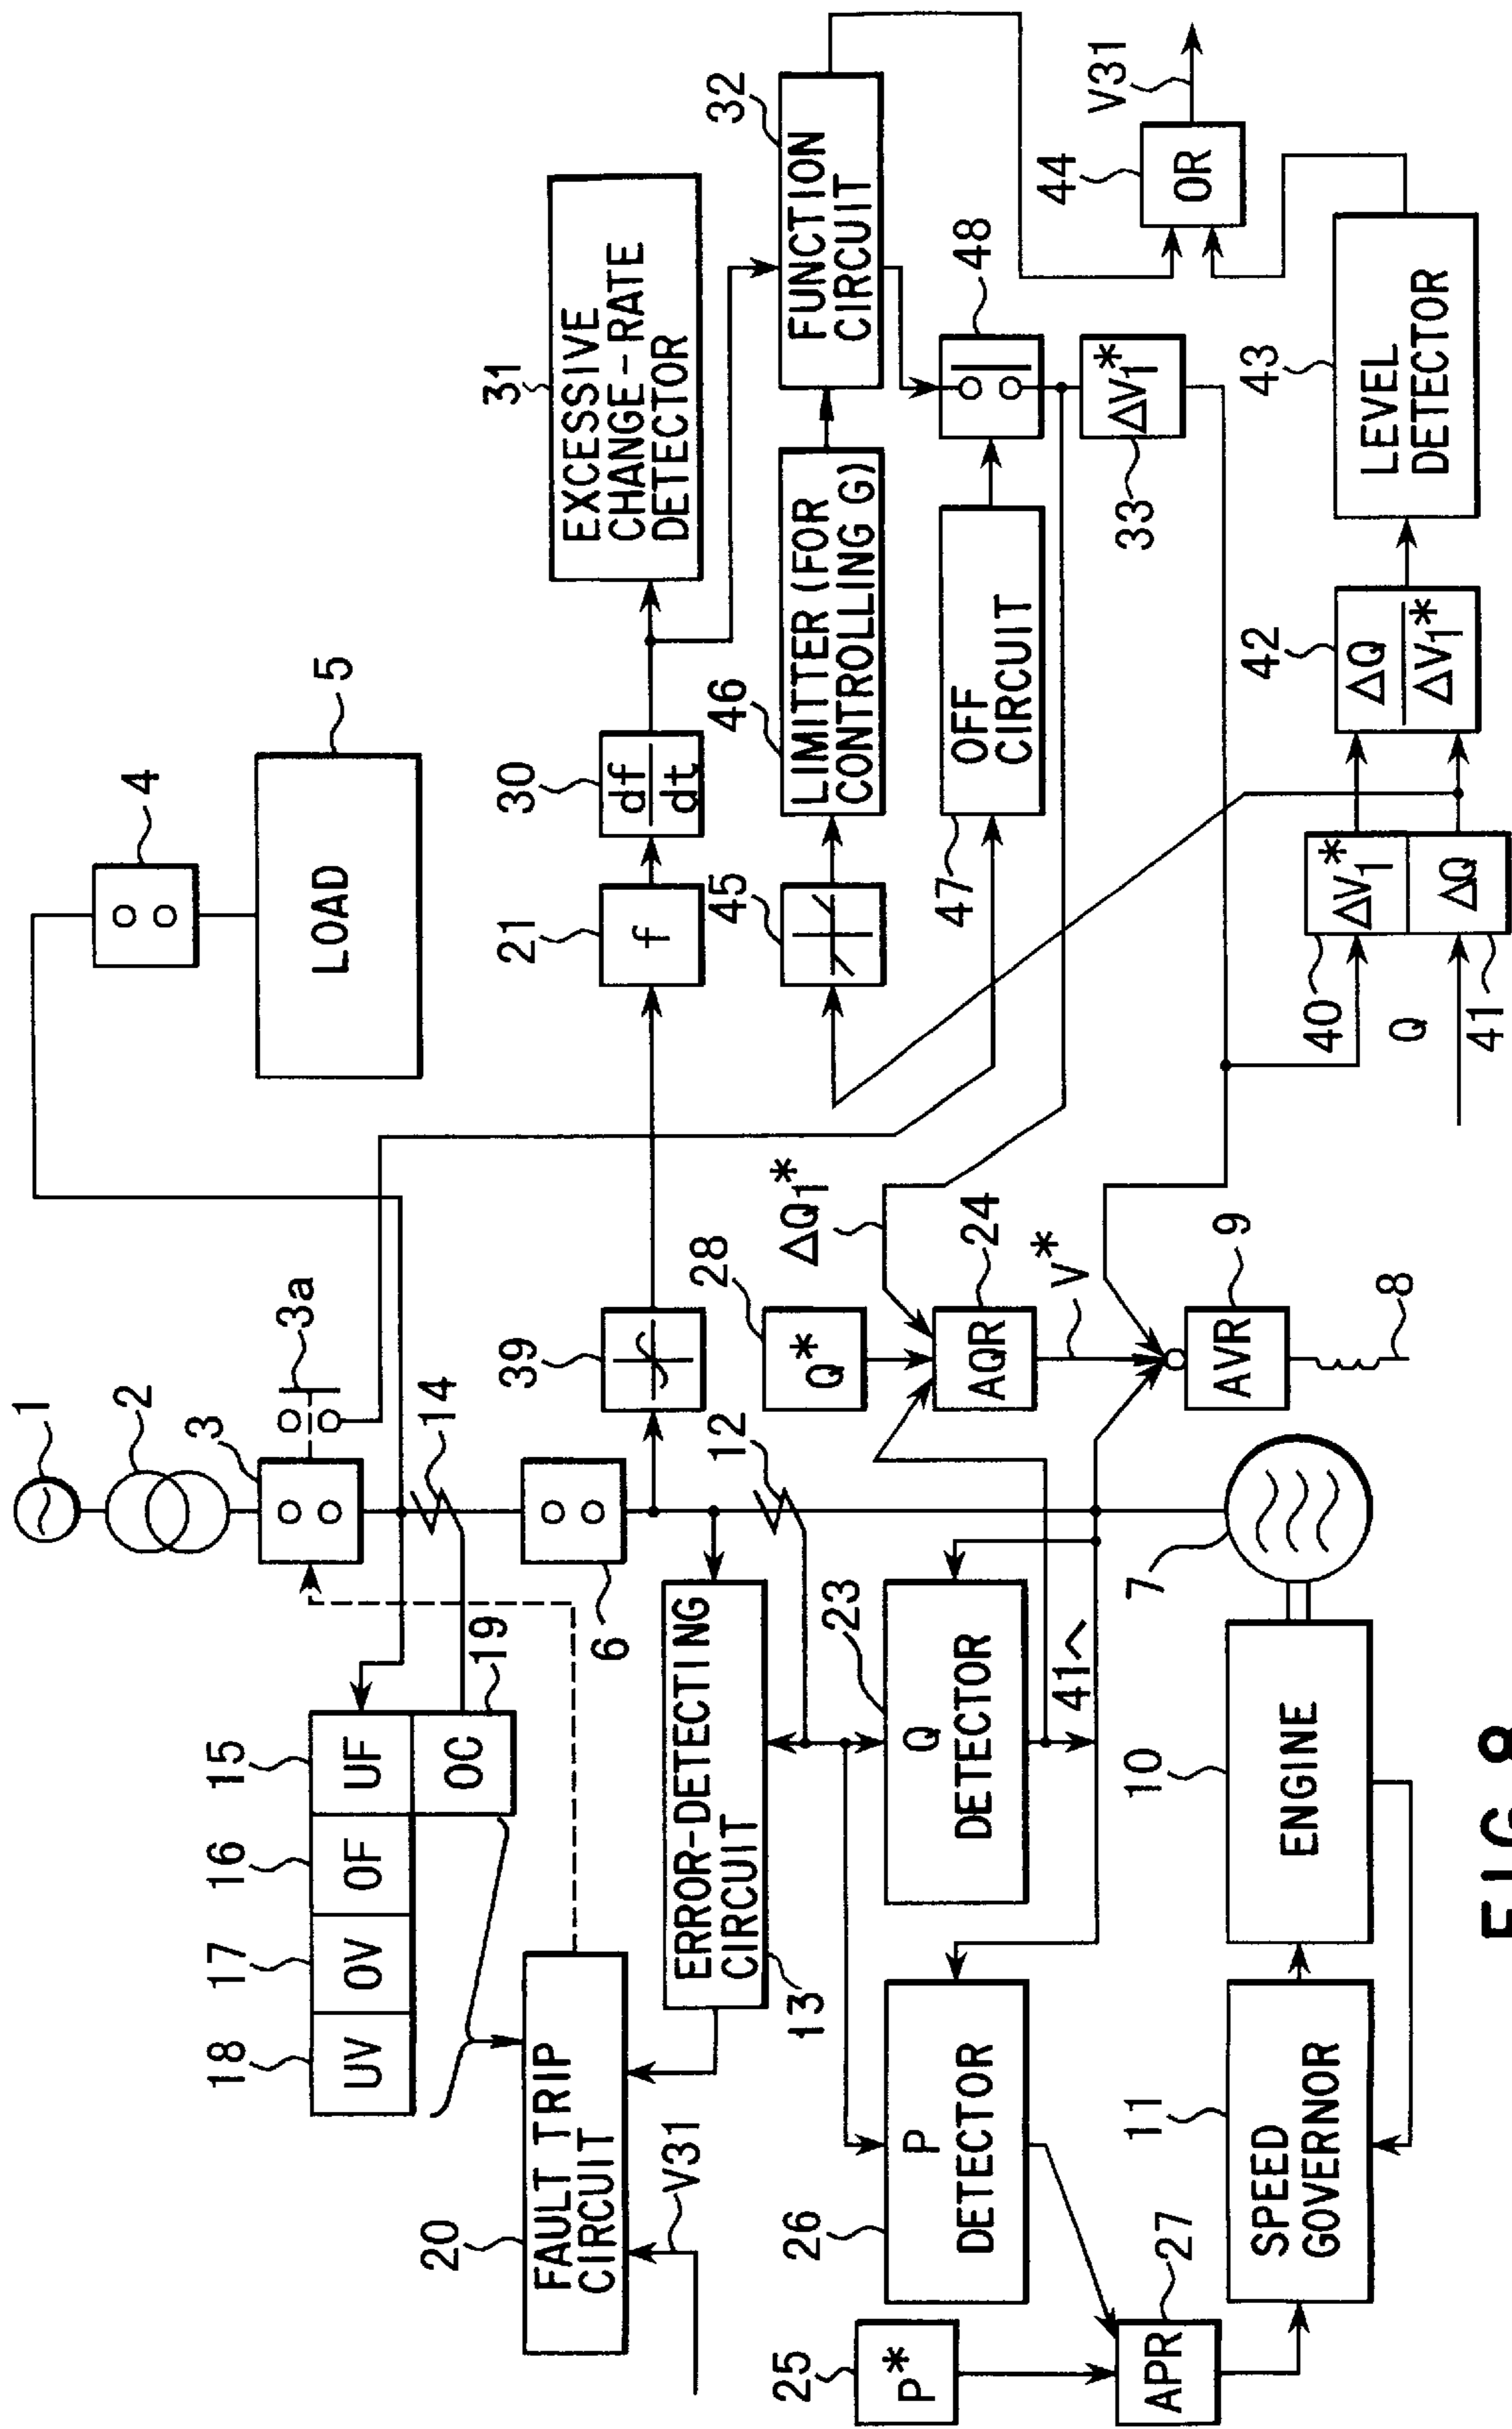 1
2
3
3a
4
5
LOAD
14
18
17
16
15
UV
OV
OF
UF
OC
19
20
FAULT TRIP
CIRCUIT
V31
6
39
21
f
30
df
dt
31
EXCESSIVE
CHANGE-RATE
DETECTOR
13
ERROR-DETECTING
CIRCUIT
12
28
Q*
ΔQ1*
45
46
LIMITTER (FOR
CONTROLLING G)
32
FUNCTION
CIRCUIT
25
P*
26
P
DETECTOR
23
Q
DETECTOR
24
AQR
V*
47
OFF
CIRCUIT
48
33
ΔV1*
44
OR
V31
27
APR
11
SPEED
GOVERNOR
10
ENGINE
7
41
9
AVR
8
40
ΔV1*
Q
41
ΔQ
42
ΔQ
ΔV1*
43
LEVEL
DETECTOR